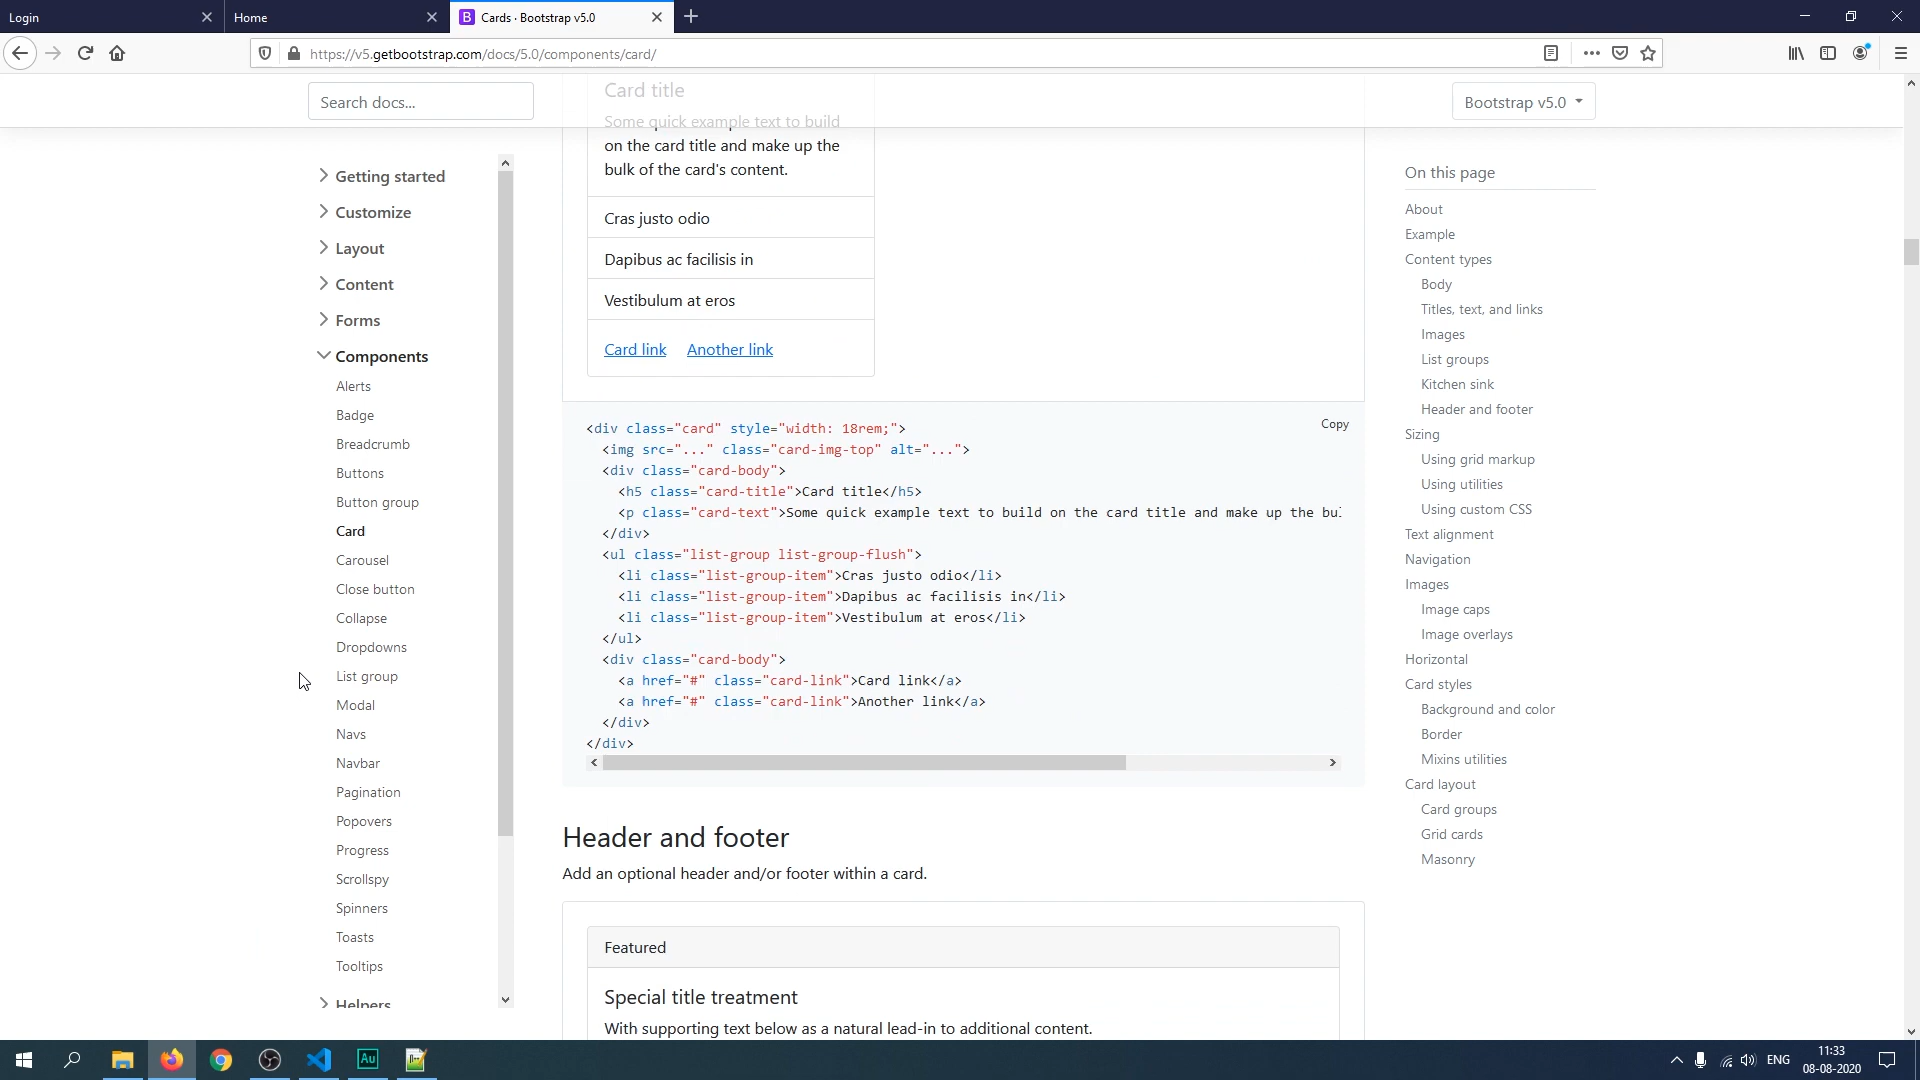 Login
Home
B Cards · Bootstrap v5.0
https://v5.getbootstrap.com/docs/5.0/components/card/
Search docs...
Bootstrap v5.0
Getting started
Customize
Layout
Content
Forms
Components
Alerts
Badge
Breadcrumb
Buttons
Button group
Card
Carousel
Close button
Collapse
Dropdowns
List group
Modal
Navs
Navbar
Pagination
Popovers
Progress
Scrollspy
Spinners
Toasts
Tooltips
Helpers
Card title
Some quick example text to build
on the card title and make up the
bulk of the card's content.
Cras justo odio
Dapibus ac facilisis in
Vestibulum at eros
Card link Another link
Copy
<div class="card" style="width: 18rem;">
<img src="..." class="card-img-top" alt="...">
<div class="card-body">
<h5 class="card-title">Card title</h5>
<p class="card-text">Some quick example text to build on the card title and make up the
</div>
<ul class="list-group list-group-flush">
<li class="list-group-item">Cras justo odio</li>
<li class="list-group-item">Dapibus ac facilisis in</li>
<li class="list-group-item">Vestibulum at eros</li>
</ul>
<div class="card-body">
<a href="#" class="card-link">Card link</a>
<a href="#" class="card-link">Another link</a>
</div>
</div>
Header and footer
Add an optional header and/or footer within a card.
Featured
Special title treatment
With supporting text below as a natural lead-in to additional content.
On this page
About
Example
Content types
Body
Titles, text, and links
Images
List groups
Kitchen sink
Header and footer
Sizing
Using grid markup
Using utilities
Using custom CSS
Text alignment
Navigation
Images
Image caps
Image overlays
Horizontal
Card styles
Background and color
Border
Mixins utilities
Card layout
Card groups
Grid cards
Masonry
Au
ENG
11:33
08-08-2020